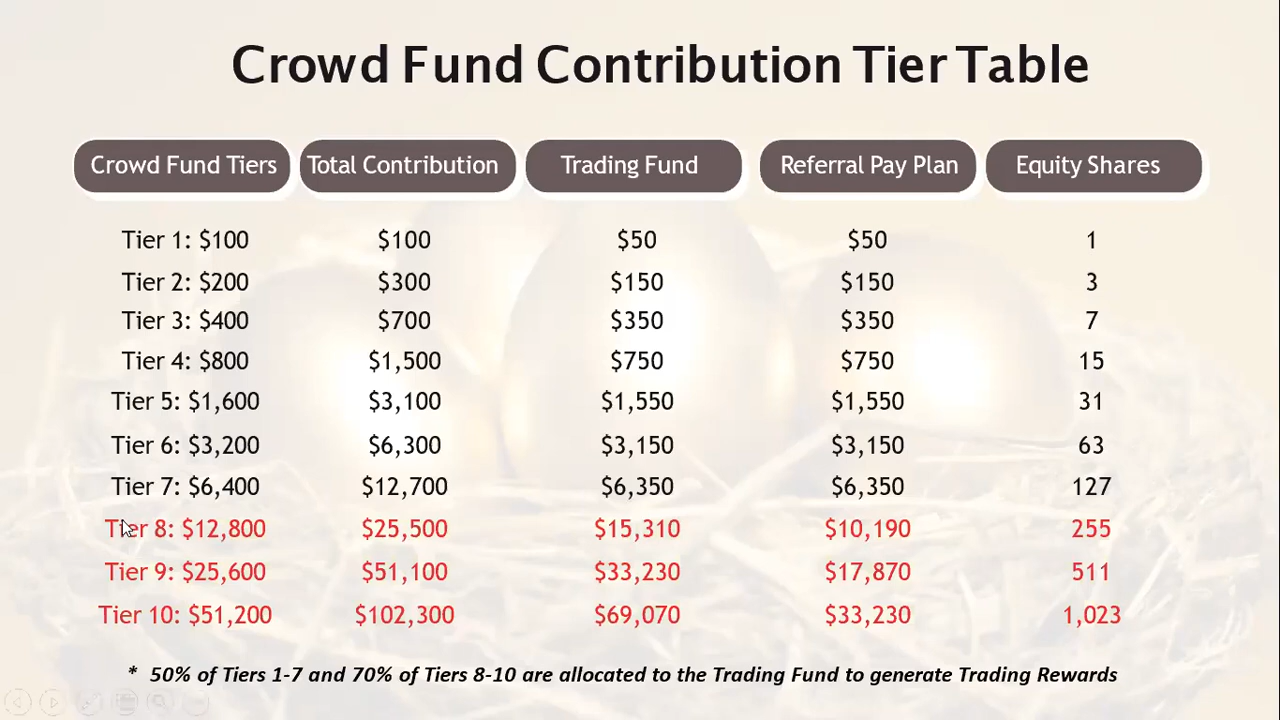 Crowd Fund Contribution Tier Table
Crowd Fund Tiers Total Contribution Trading Fund Referral Pay Plan Equity Shares
Tier 1: $100 $100 $50 $50 1
Tier 2: $200 $300 $150 $150 3
Tier 3: $400 $700 $350 $350 7
Tier 4: $800 $1,500 $750 $750 15
Tier 5: $1,600 $3,100 $1,550 $1,550 31
Tier 6: $3,200 $6,300 $3,150 $3,150 63
Tier 7: $6,400 $12,700 $6,350 $6,350 127
Tier 8: $12,800 $25,500 $15,310 $10,190 255
Tier 9: $25,600 $51,100 $33,230 $17,870 511
Tier 10: $51,200 $102,300 $69,070 $33,230 1,023
* 50% of Tiers 1-7 and 70% of Tiers 8-10 are allocated to the Trading Fund to generate Trading Rewards